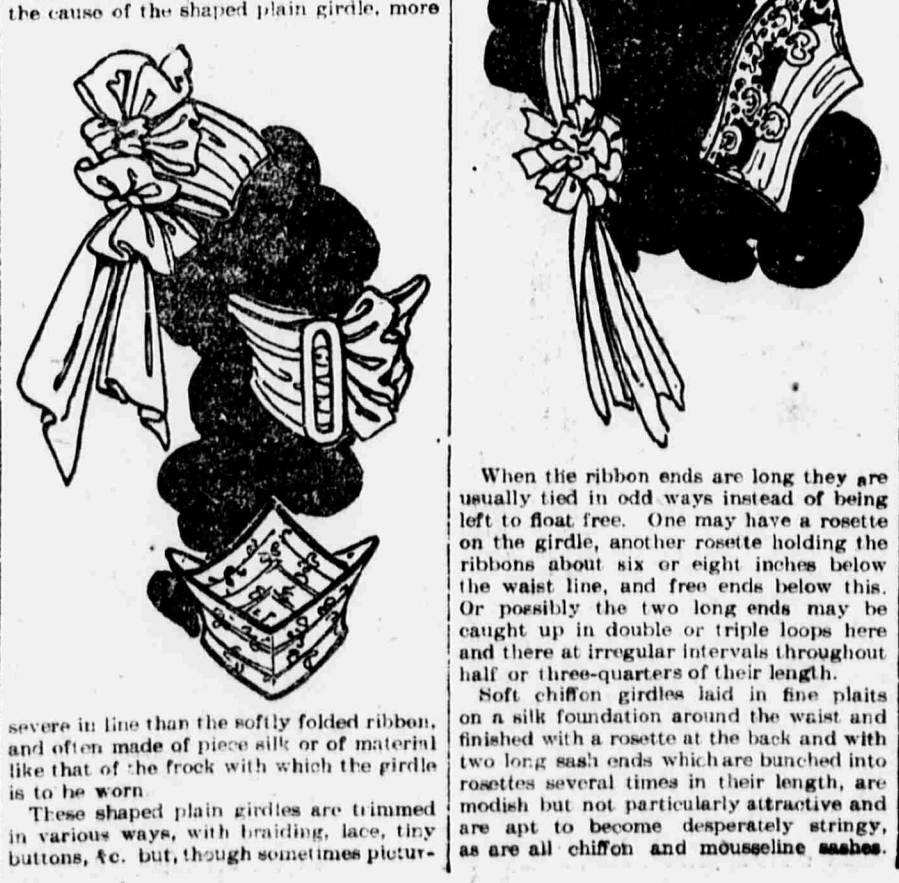 the cause of the shaped plain girdle, more
severe in line than the softly folded ribbon,
and often made of piece silk or of material
like that of the frock with which the girdle
is to be worn
These shaped plain girdles are trimmed
in various ways, with braiding, lace, tiny
buttons, &c. but, though sometimes pictur-
When the ribbon ends are long they are
usually tied in odd ways instead of being
left to float free. One may have a rosette
on the girdle, another rosette holding the
ribbons about six or eight inches below
the waist line, and free ends below this.
Or possibly the two long ends may be
caught up in double or triple loops here
and there at irregular intervals throughout
half or three-quarters of their length.
Soft chiffon girdles laid in fine plaits
on a silk foundation around the waist and
finished with a rosette at the back and with
two long sash ends which are bunched into
rosettes several times in their length, are
modish but not particularly attractive and
are apt to become desperately stringy,
as are all chiffon and mousseline sashes.